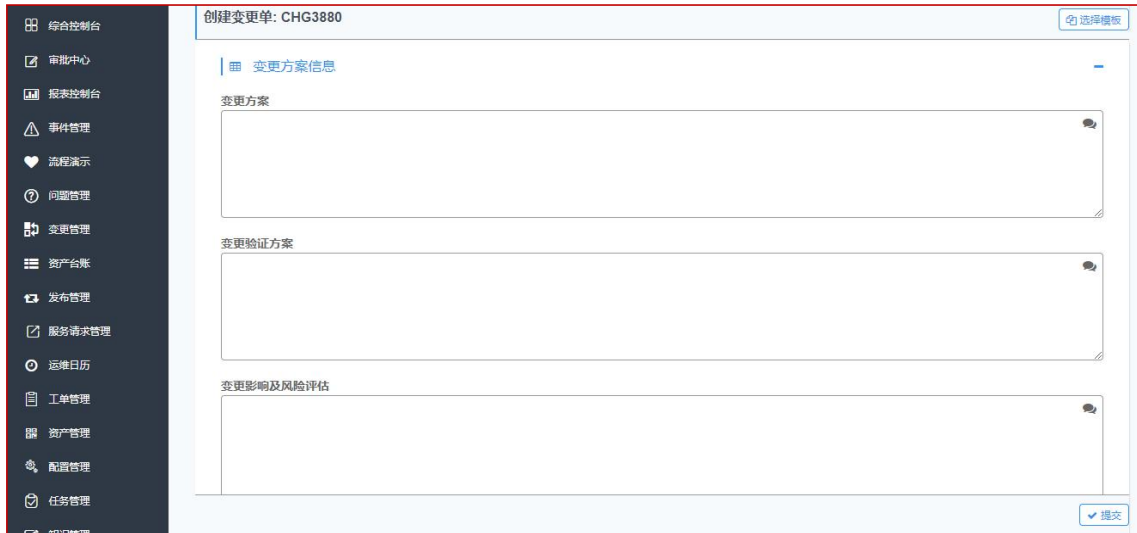 综合控制台
审批中心
报表控制台
事件管理
流程演示
问题管理
变更管理
资产台账
发布管理
服务请求管理
运维日历
工单管理
资产管理
配置管理
任务管理
创建变更单: CHG3880
选择模板
变更方案信息
变更方案
变更验证方案
变更影响及风险评估
提交